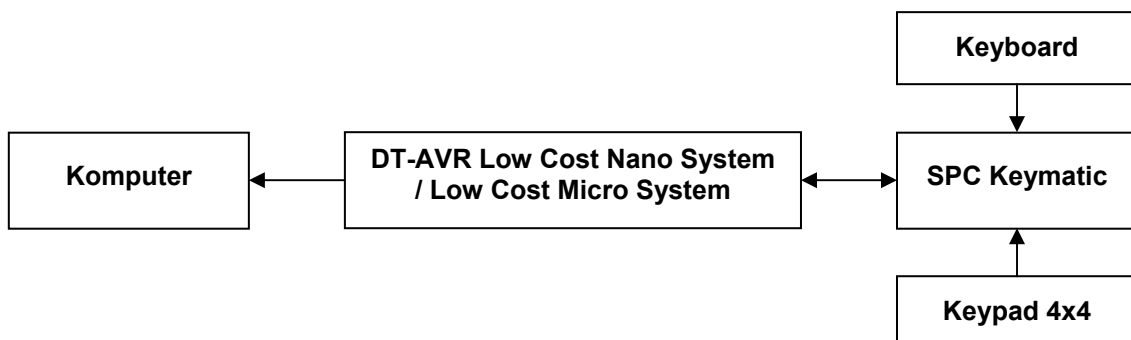 Keyboard
Komputer
DT-AVR Low Cost Nano System
/ Low Cost Micro System
SPC Keymatic
Keypad 4x4